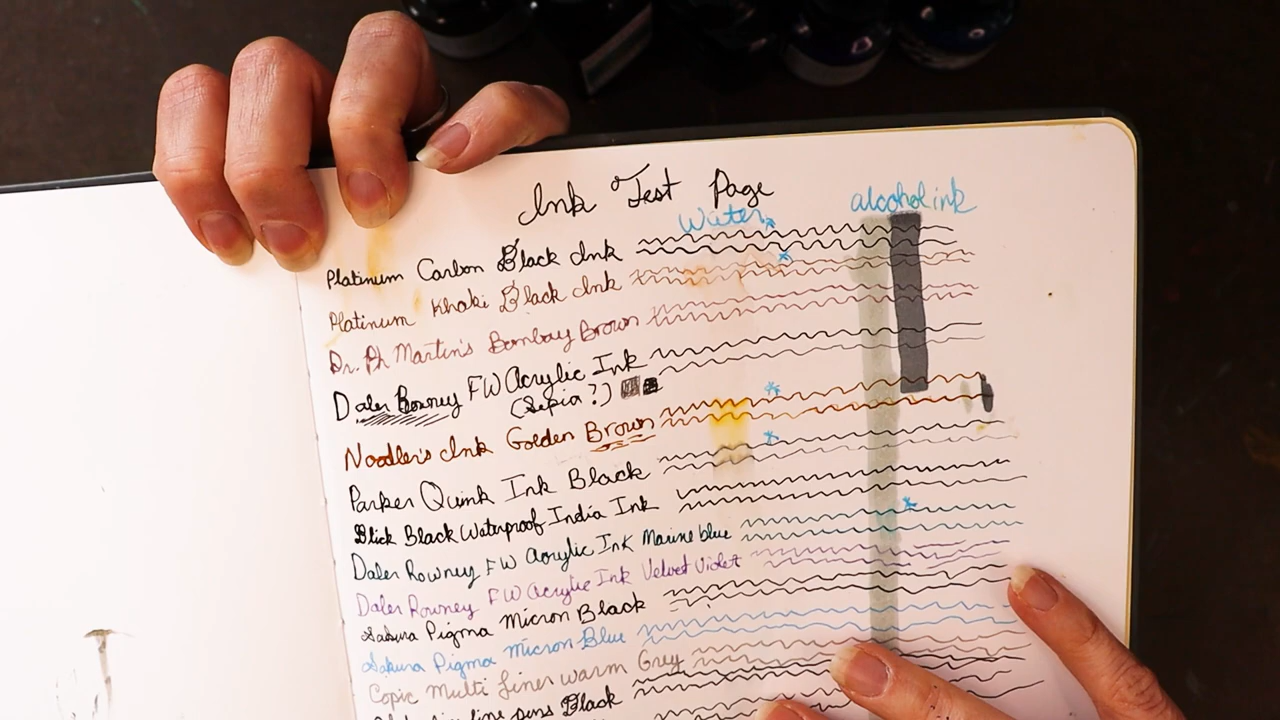 Ink Test Page
Water
alcohol ink
Platinum Carbon Black Ink
Platinum Khaki Black Ink
Dr. Ph Martin's Bombay Brown
Daler Rowney FW Acrylic Ink
(Sepia?)
Noodler's Ink Golden Brown
Parker Quink Ink Black
Blick Black Waterproof India Ink
Daler Rowney FW Acrylic Ink Marine blue
Daler Rowney FW Acrylic Ink Velvet Violet
Sakura Pigma Micron Black
Sakura Pigma Micron Blue
Copic Multi Liner warm Grey
line pens Black